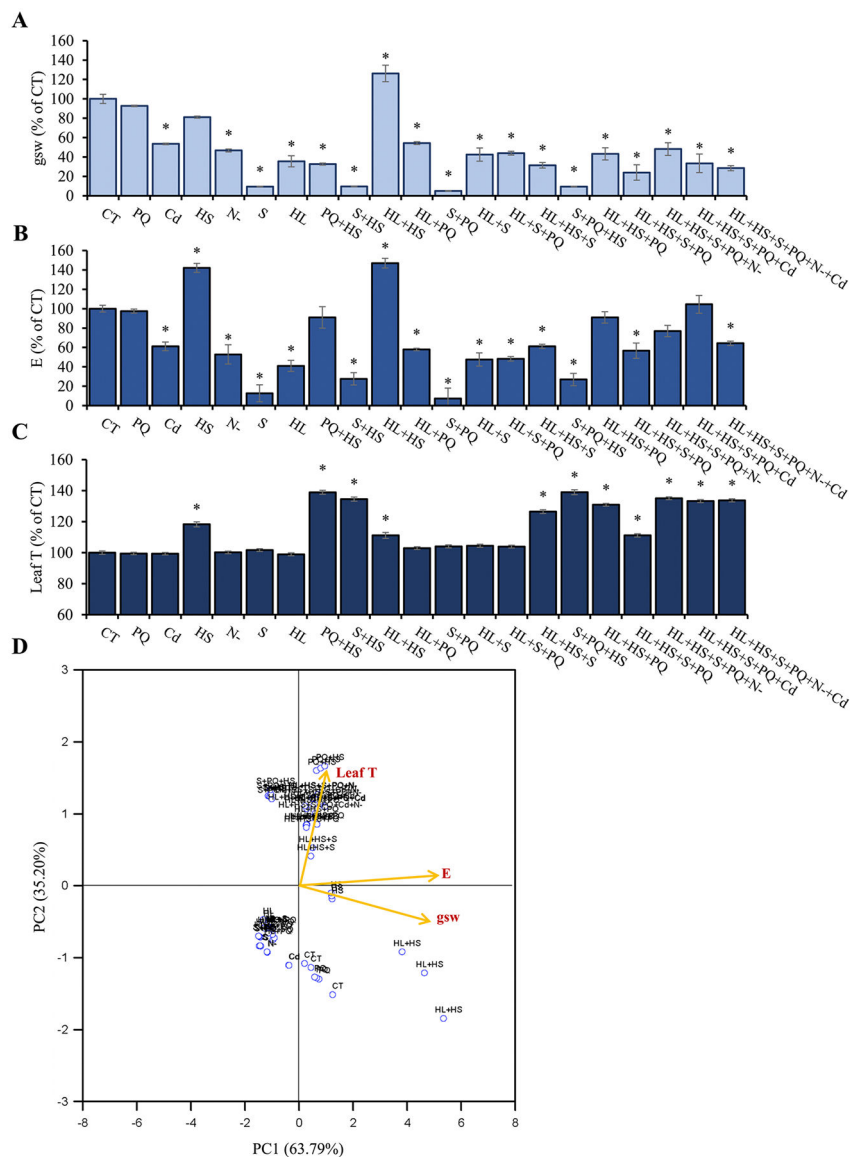 A
160
140
120
100
80
60
40
20
0
gsw (% of CT)
* * * * * * * * * * * * * * * * * *
CT PQ Cd HS N- S HL PQ+HS S+HS HL+HS HL+PQ S+PQ HL+S HL+S+PQ HL+HS+S S+PQ+HS HL+HS+PQ HL+HS+S+PQ HL+HS+S+PQ+N- HL+HS+S+PQ+Cd HL+HS+S+PQ+N-+Cd
B
160
140
120
100
80
60
40
20
0
E (% of CT)
* * * * * * * * * * * * * * *
CT PQ Cd HS N- S HL PQ+HS S+HS HL+HS HL+PQ S+PQ HL+S HL+S+PQ HL+HS+S S+PQ+HS HL+HS+PQ HL+HS+S+PQ HL+HS+S+PQ+N- HL+HS+S+PQ+Cd HL+HS+S+PQ+N-+Cd
C
160
140
120
100
80
60
Leaf T (% of CT)
* * * * * * * * * * *
CT PQ Cd HS N- S HL PQ+HS S+HS HL+HS HL+PQ S+PQ HL+S HL+S+PQ HL+HS+S S+PQ+HS HL+HS+PQ HL+HS+S+PQ HL+HS+S+PQ+N- HL+HS+S+PQ+Cd HL+HS+S+PQ+N-+Cd
D
3
2
1
0
-1
-2
-3
PC2 (35.20%)
PQ+HS
Leaf T
S+PQ+HS
HL+HS+S
HL+HS+S
HS
E
gsw
HL
N-
Cd
CT
CT
CT
HL+HS
HL+HS
HL+HS
-8 -6 -4 -2 0 2 4 6 8
PC1 (63.79%)